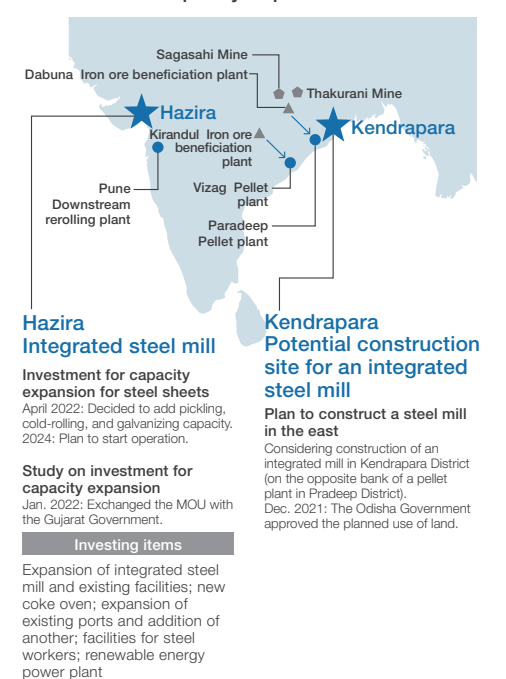 Sagasahi Mine
Dabuna Iron ore beneficiation plant
Thakurani Mine
Hazira
Kendrapara
Kirandul Iron ore
beneficiation
plant
Pune
Downstream
rerolling plant
Vizag Pellet
plant
Paradeep
Pellet plant
Hazira
Integrated steel mill
Investment for capacity
expansion for steel sheets
April 2022: Decided to add pickling,
cold-rolling, and galvanizing capacity.
2024: Plan to start operation.
Study on investment for
capacity expansion
Jan. 2022: Exchanged the MOU with
the Gujarat Government.
Investing items
Expansion of integrated steel
mill and existing facilities; new
coke oven; expansion of
existing ports and addition of
another; facilities for steel
workers; renewable energy
power plant
Kendrapara
Potential construction
site for an integrated
steel mill
Plan to construct a steel mill
in the east
Considering construction of an
integrated mill in Kendrapara District
(on the opposite bank of a pellet
plant in Pradeep District).
Dec. 2021: The Odisha Government
approved the planned use of land.